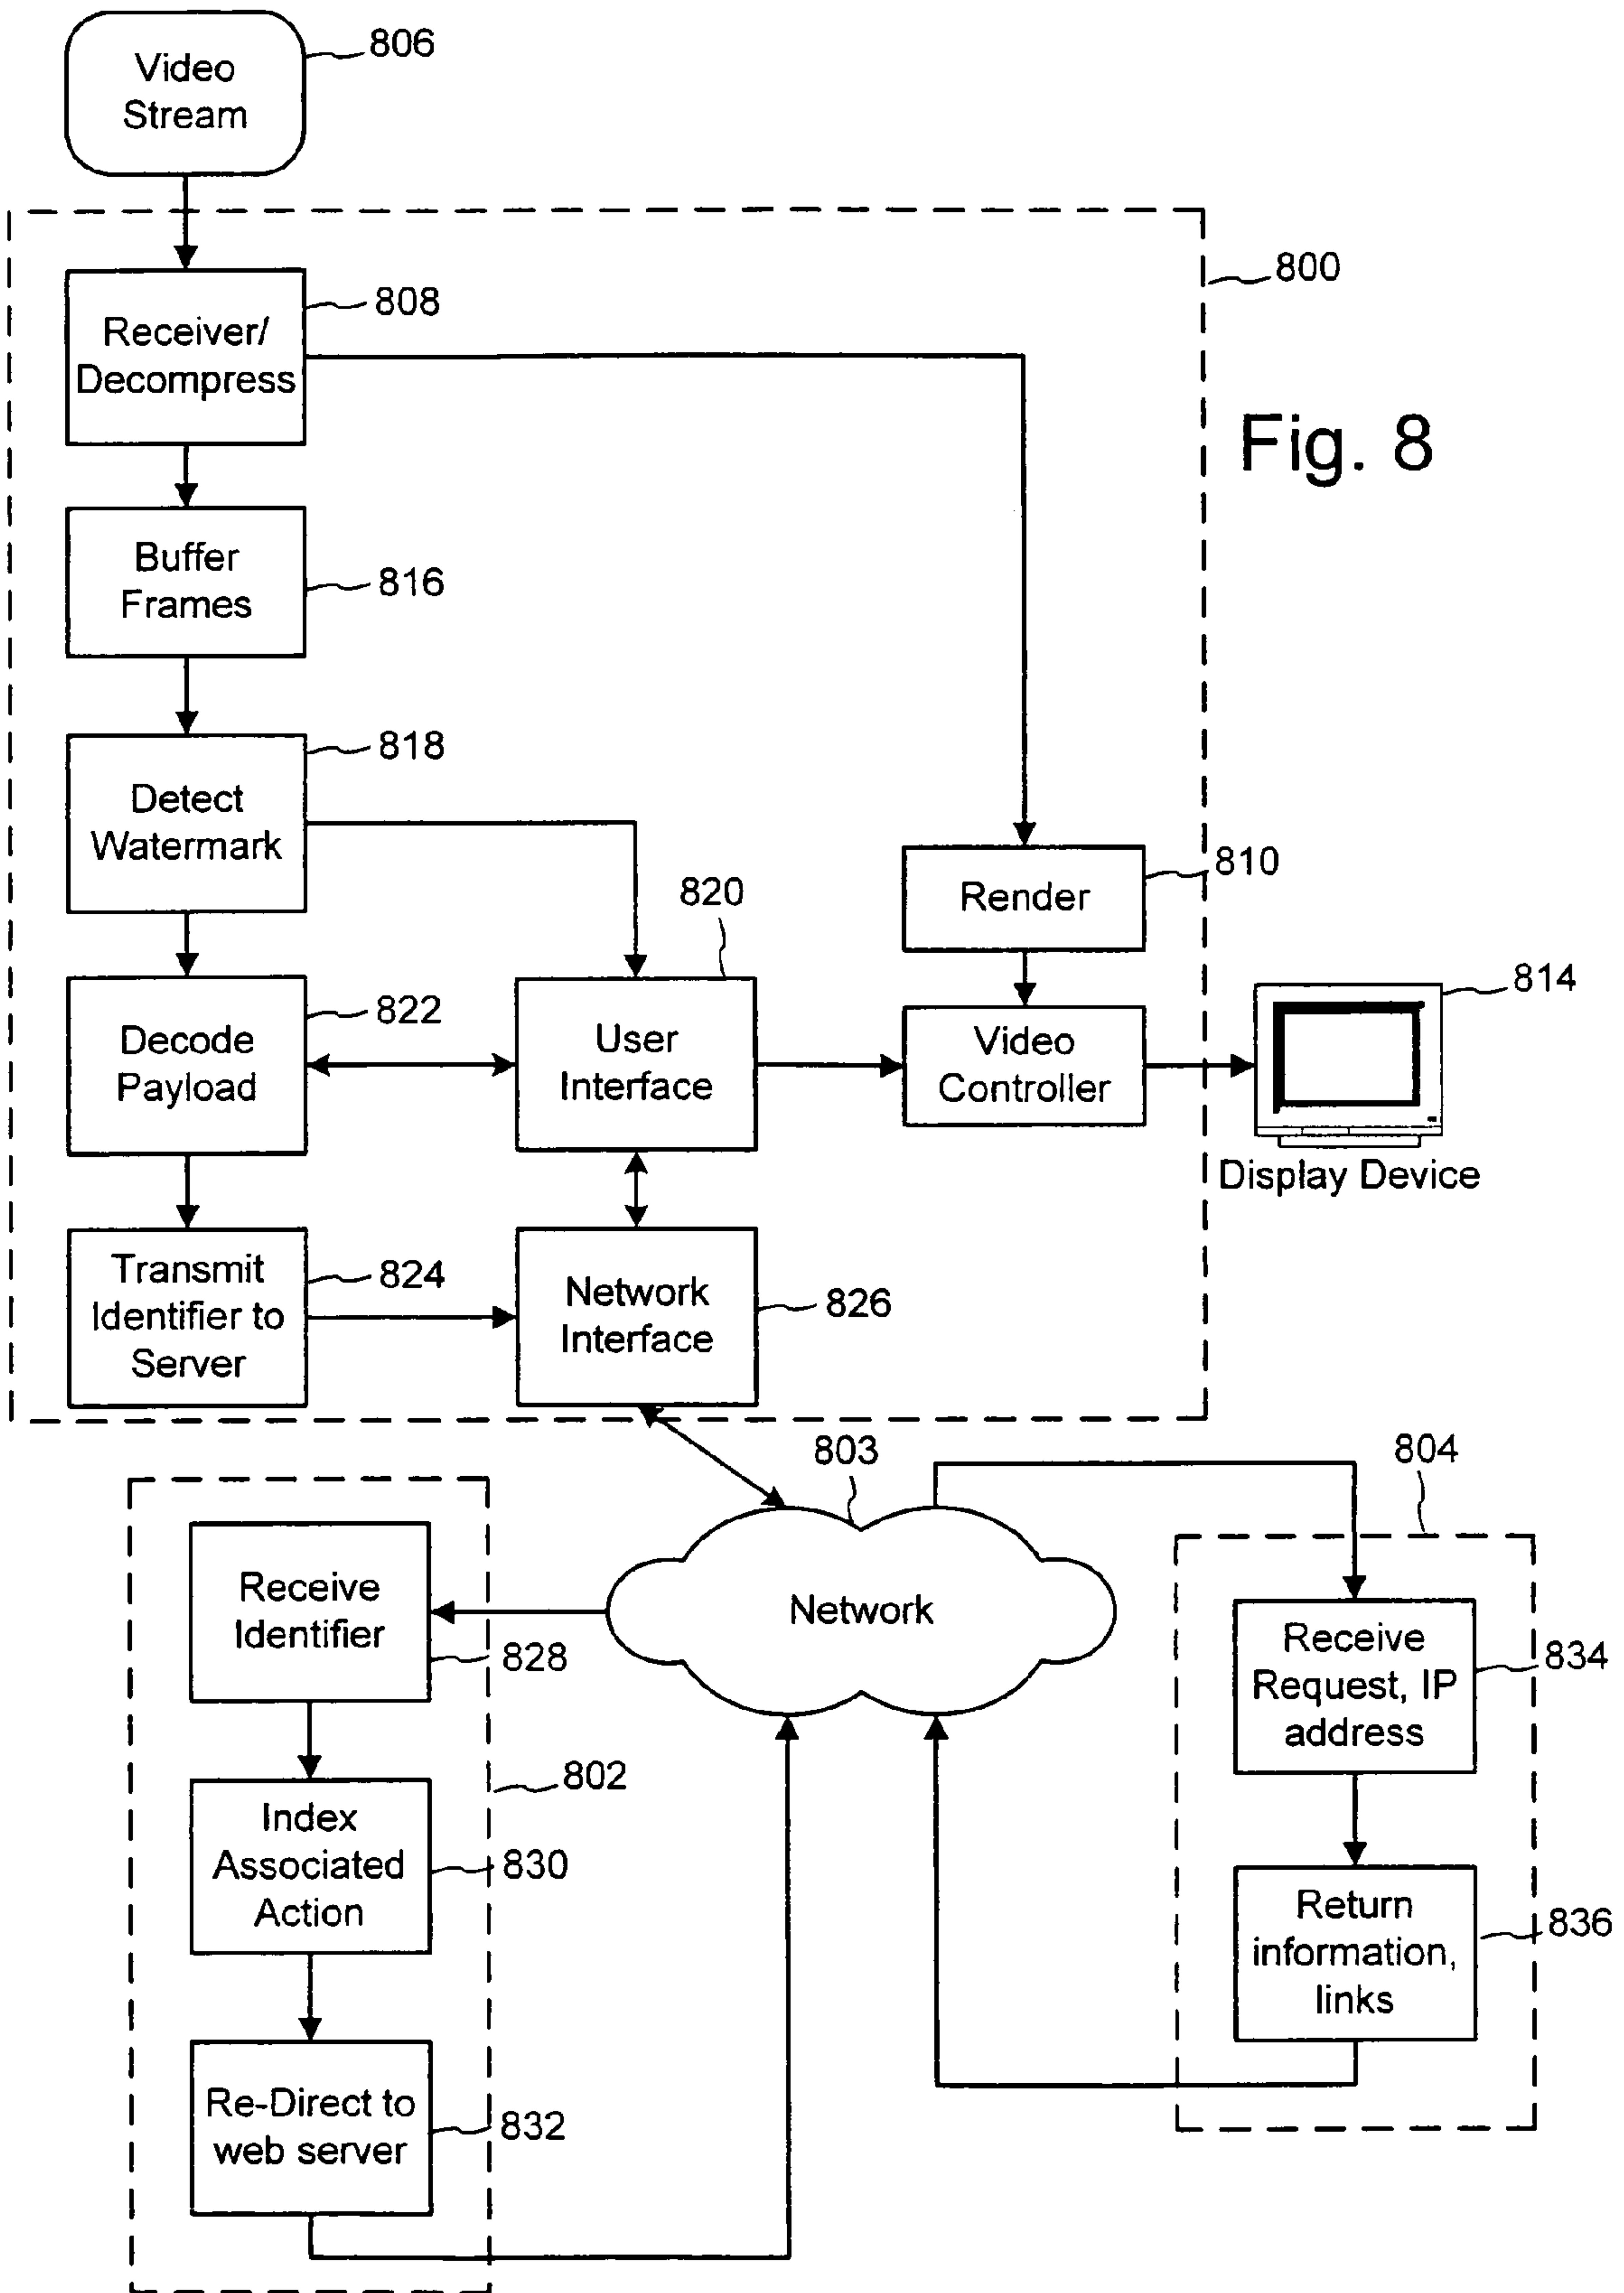 806
Video
Stream
800
808
Receiver/
Decompress
Fig. 8
Buffer
Frames
816
818
Detect
Watermark
820
810
Render
822
Decode
Payload
User
Interface
Video
Controller
814
Display Device
Transmit
Identifier to
Server
824
Network
Interface
826
803
804
Receive
Identifier
828
Network
Receive
Request, IP
address
834
802
Index
Associated
Action
830
Return
information,
links
836
Re-Direct to
web server
832